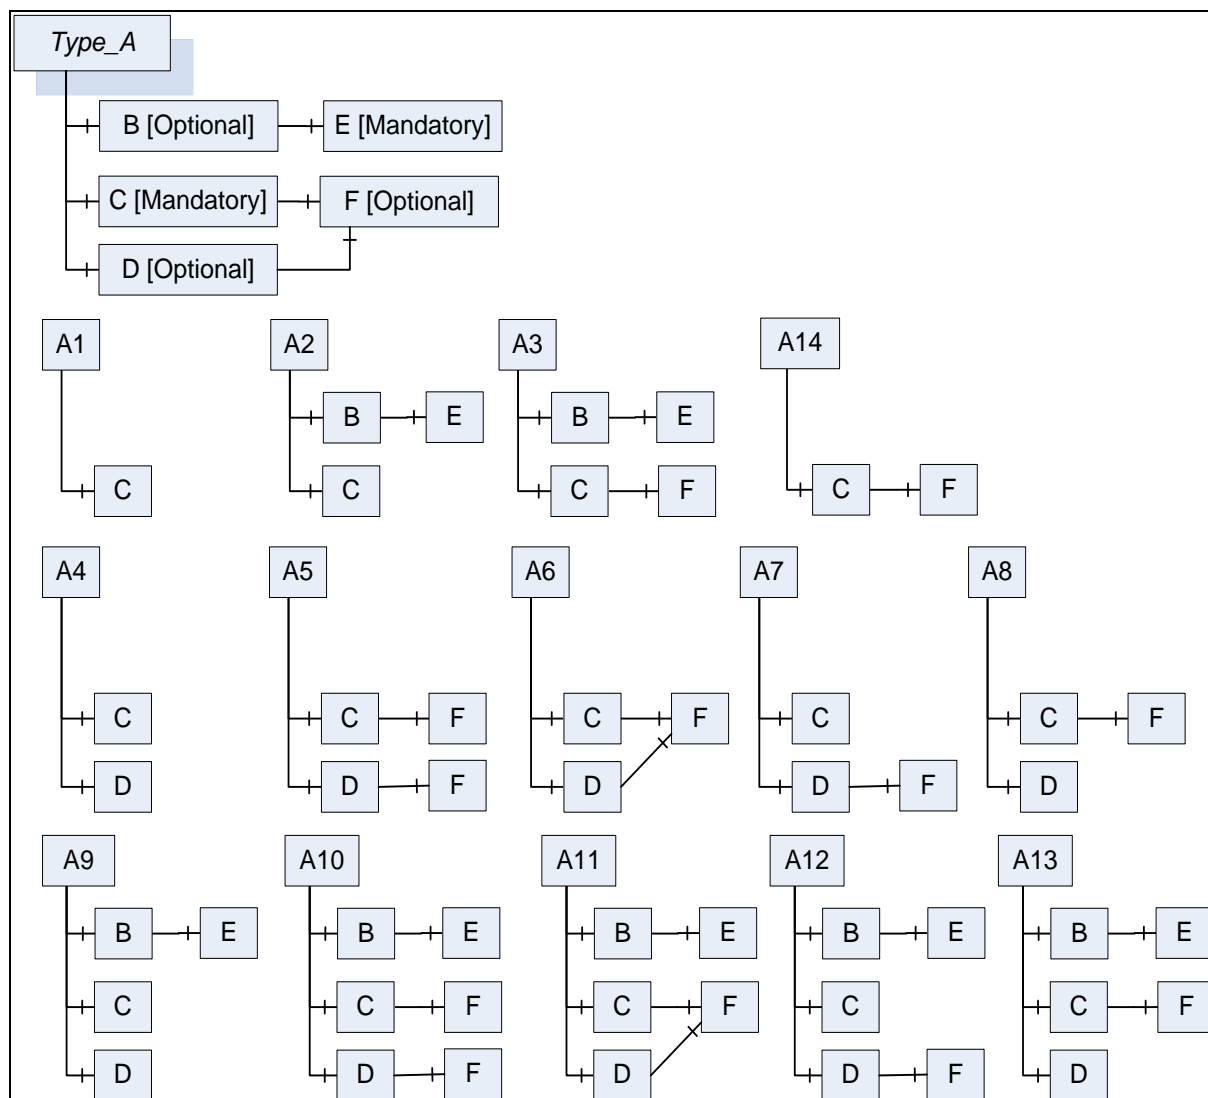 Type_A
B [Optional] E [Mandatory]
C [Mandatory] F [Optional]
D [Optional]
A1 A2 A3 A14
B E B E
C C C F C F
A4 A5 A6 A7 A8
C C F C F C C F
D D F D D F D
A9 A10 A11 A12 A13
B E B E B E B E B E
C C F C F C C F
D D F D D F D